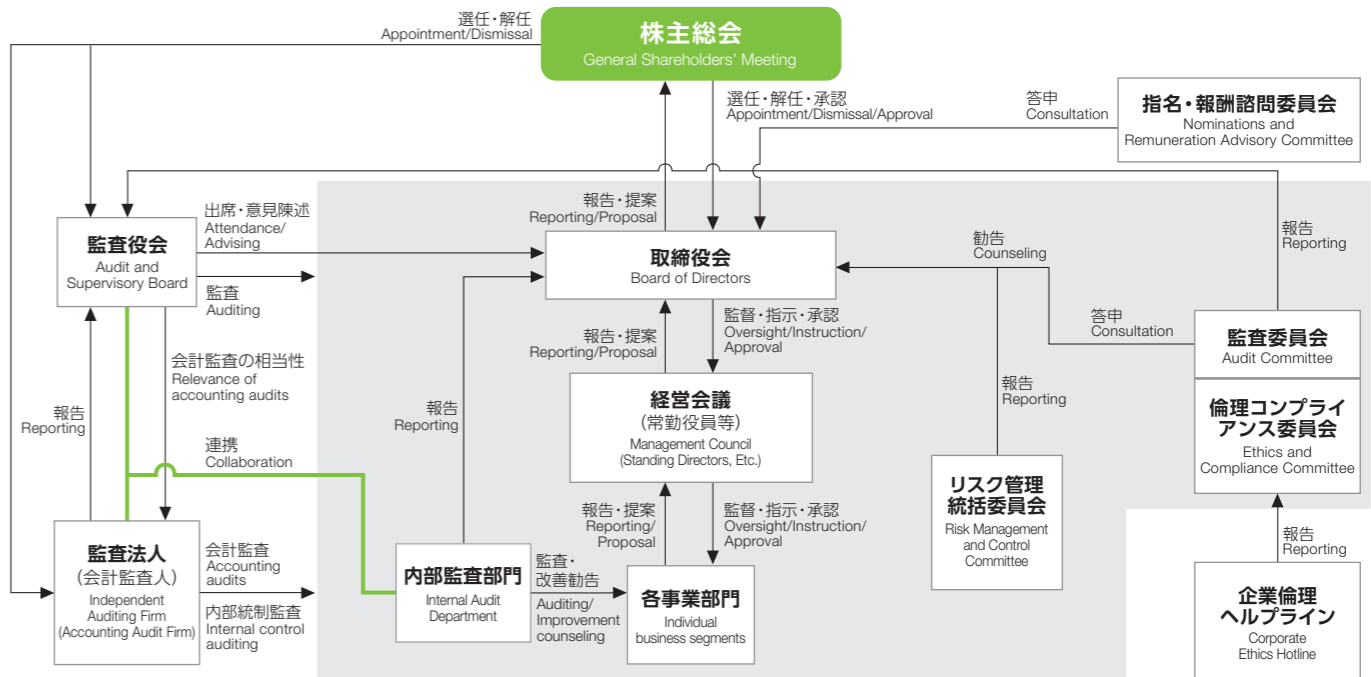 選任・解任
Appointment/Dismissal
株主総会
General Shareholders' Meeting
選任・解任・承認
Appointment/Dismissal/Approval
答申
Consultation
指名・報酬諮問委員会
Nominations and
Remuneration Advisory Committee
監査役会
Audit and
Supervisory Board
出席・意見陳述
Attendance/
Advising
監査
Auditing
報告・提案
Reporting/Proposal
取締役会
Board of Directors
勧告
Counseling
報告
Reporting
答申
Consultation
監査委員会
Audit Committee
倫理コンプライ
アンス委員会
Ethics and
Compliance Committee
会計監査の相当性
Relevance of
accounting audits
報告
Reporting
連携
Collaboration
報告
Reporting
報告・提案
Reporting/Proposal
監督・指示・承認
Oversight/Instruction/
Approval
経営会議
(常勤役員等)
Management Council
(Standing Directors, Etc.)
報告
Reporting
リスク管理
統括委員会
Risk Management
and Control
Committee
報告・提案
Reporting/
Proposal
監督・指示・承認
Oversight/Instruction/
Approval
監査法人
(会計監査人)
Independent
Auditing Firm
(Accounting Audit Firm)
会計監査
Accounting
audits
内部統制監査
Internal control
auditing
内部監査部門
Internal Audit
Department
監査・
改善勧告
Auditing/
Improvement
counseling
各事業部門
Individual
business segments
報告
Reporting
企業倫理
ヘルプライン
Corporate
Ethics Hotline